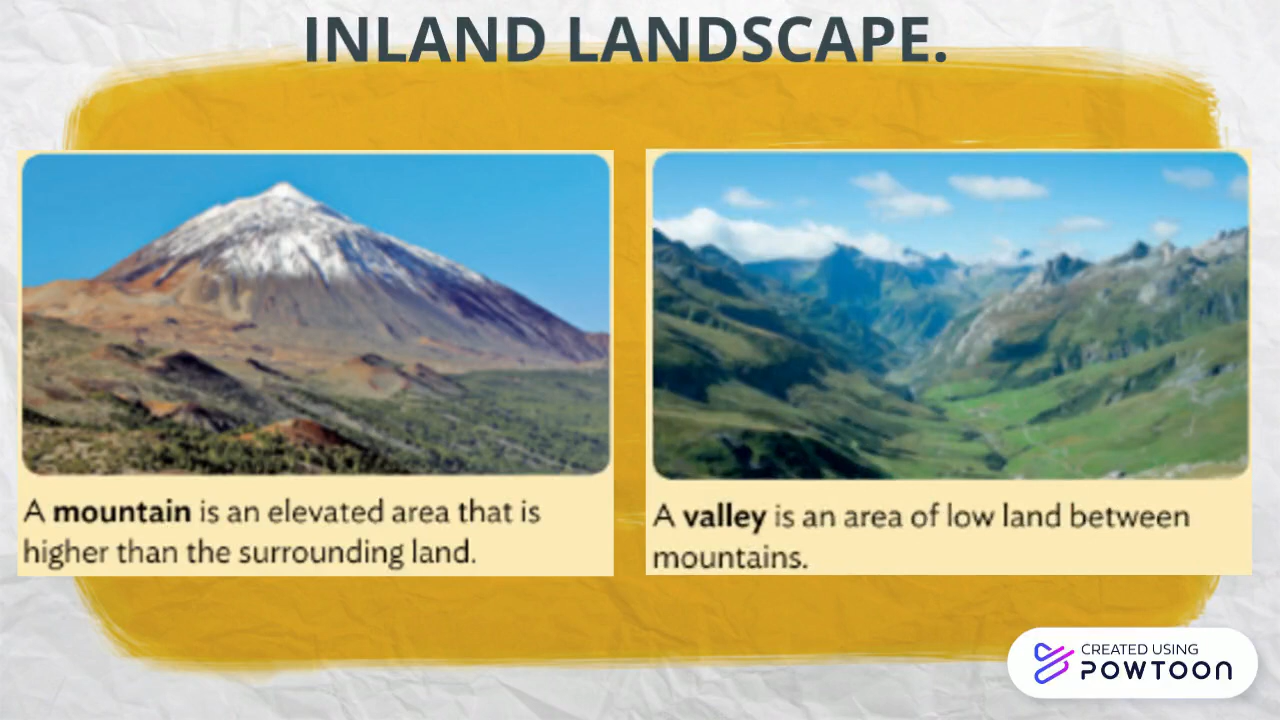 INLAND LANDSCAPE.
A mountain is an elevated area that is
higher than the surrounding land.
A valley is an area of low land between
mountains.
CREATED USING
POWTOON